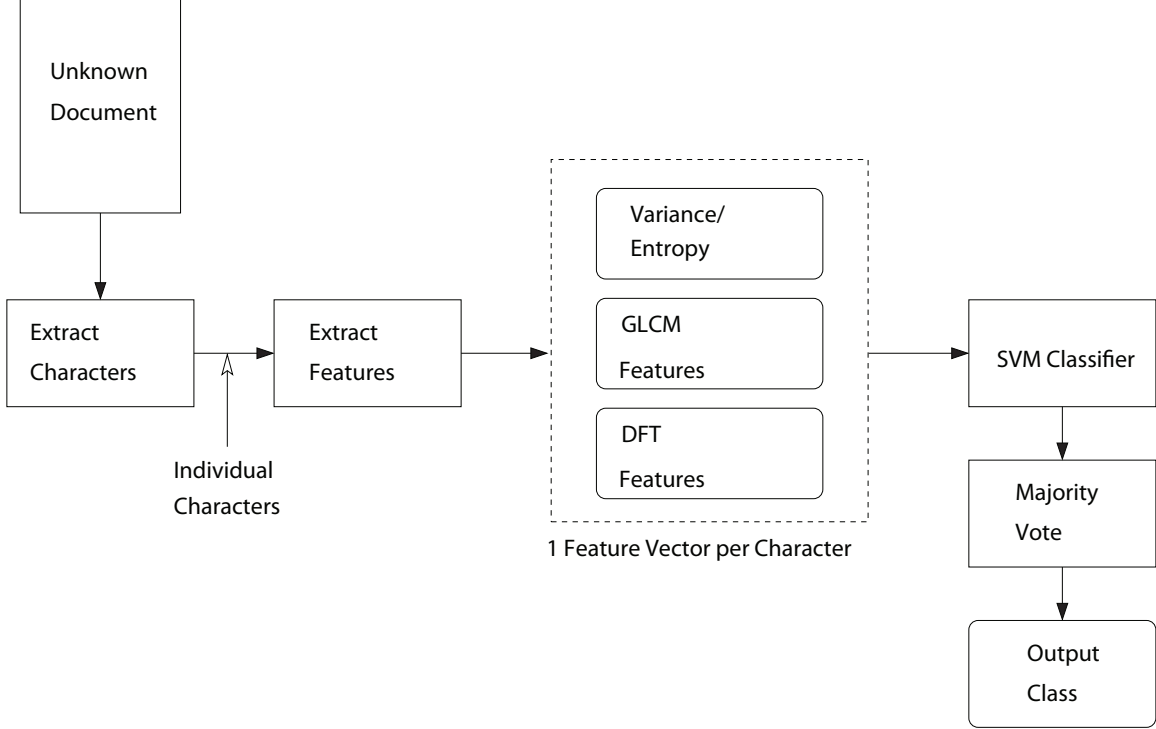 Unknown
Document
Extract
Characters
Individual
Characters
Extract
Features
Variance/
Entropy
GLCM
Features
DFT
Features
1 Feature Vector per Character
SVM Classifier
Majority
Vote
Output
Class